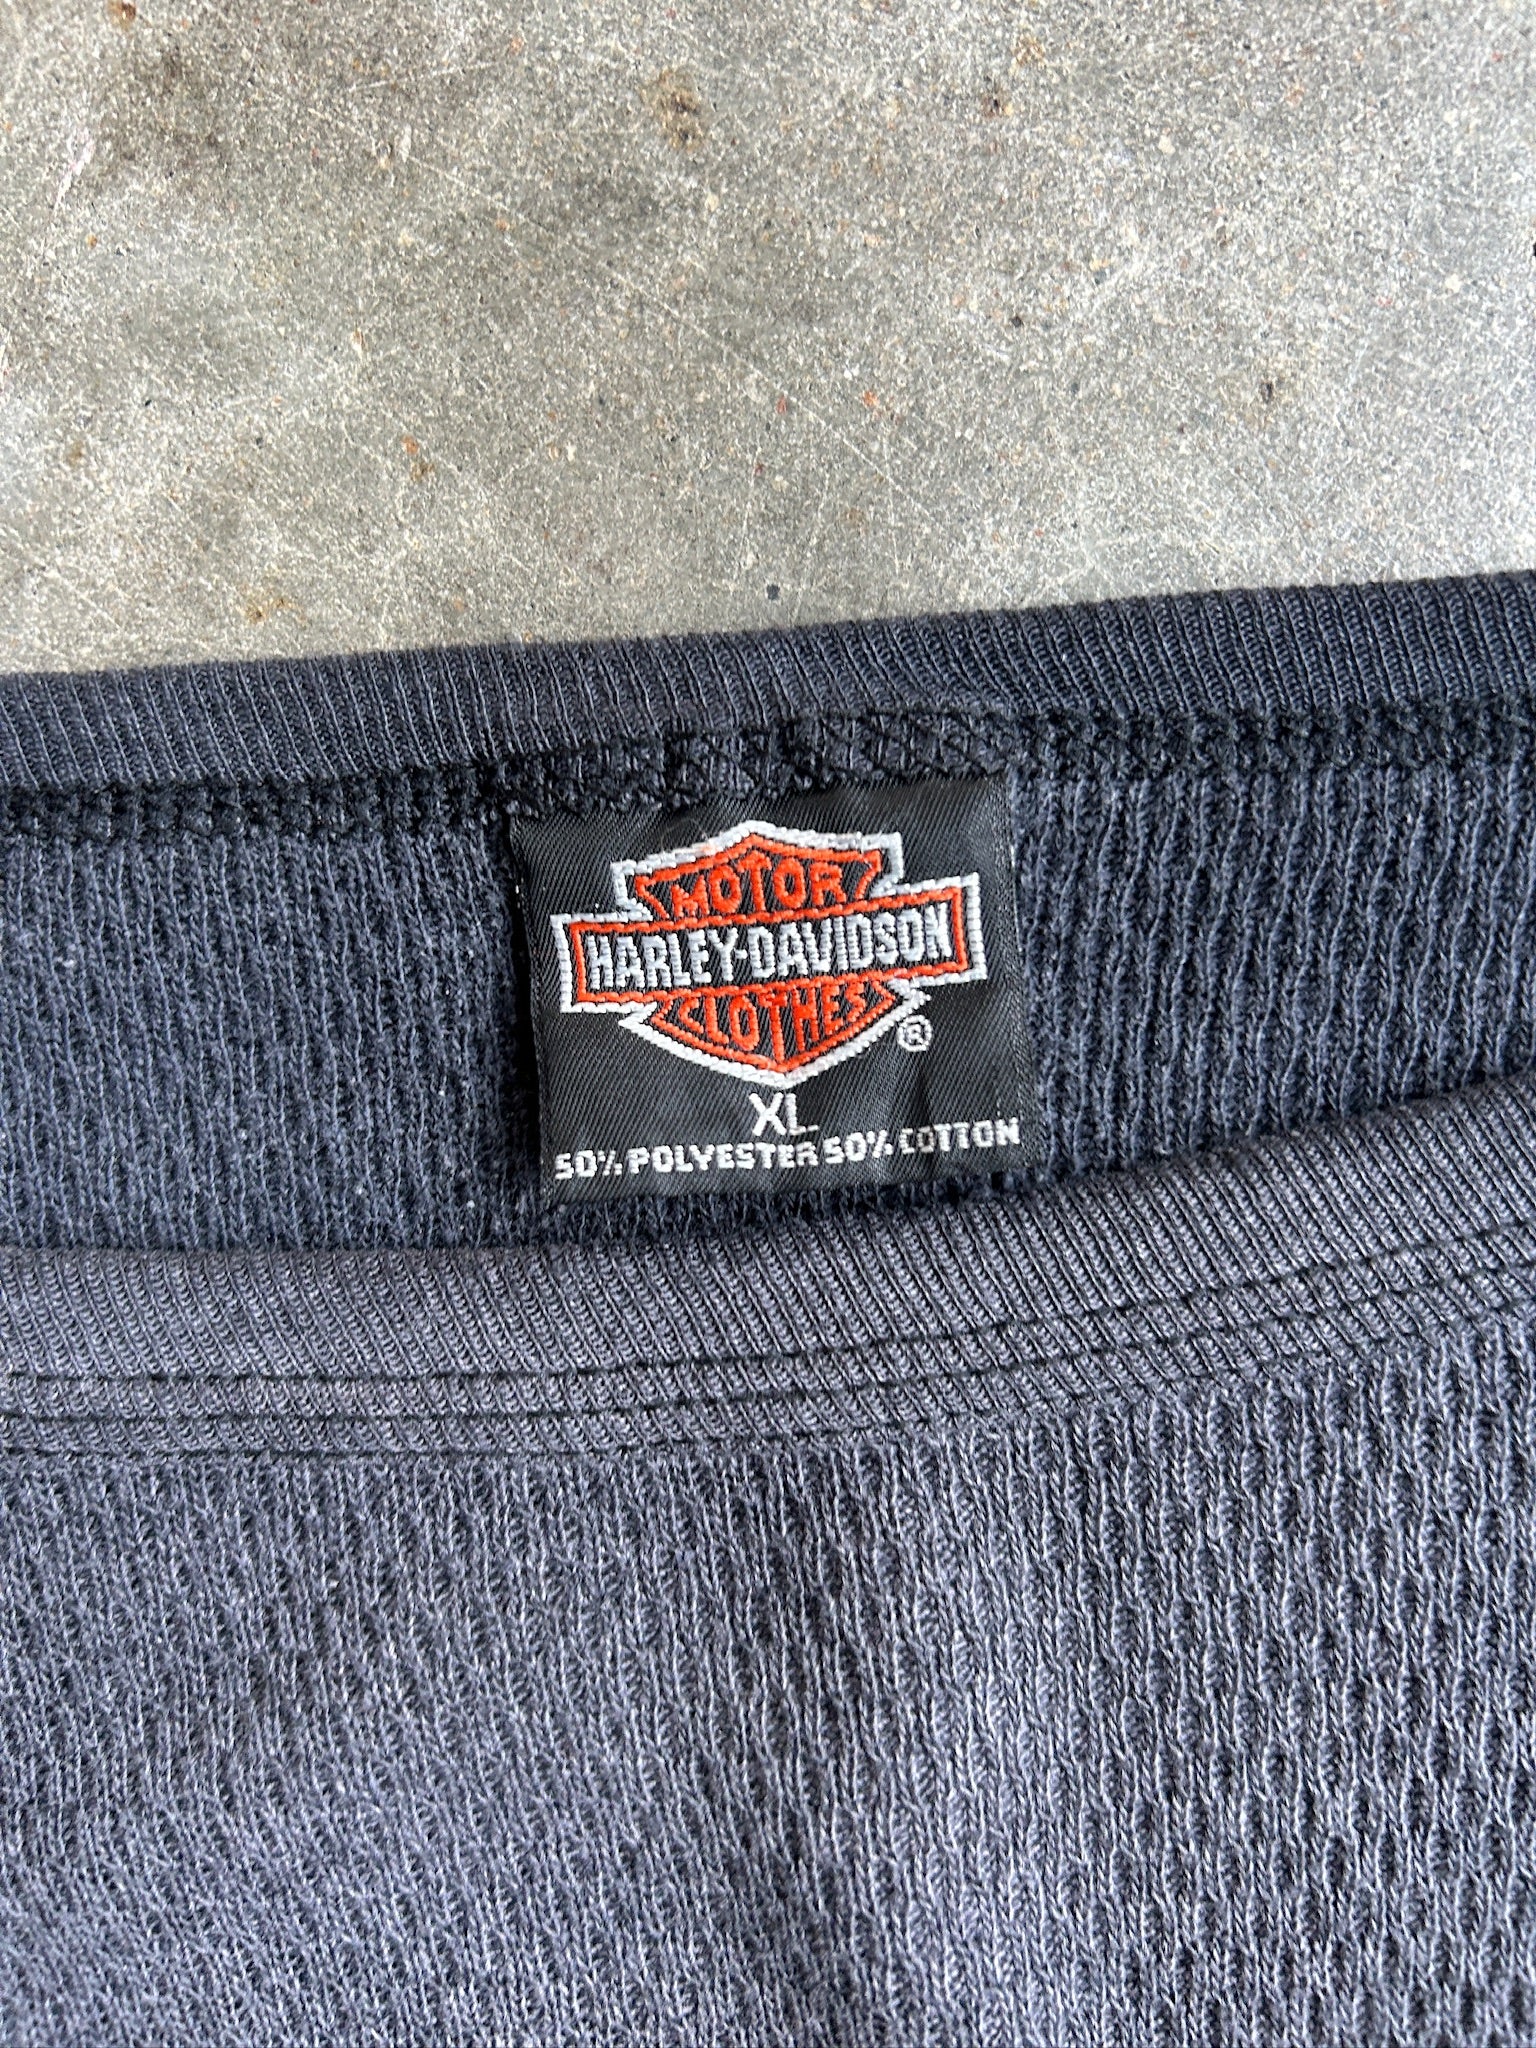 MOTOR
HARLEY-DAVIDSON
CLOTHES
®
XL
50% POLYESTER 50% COTTON